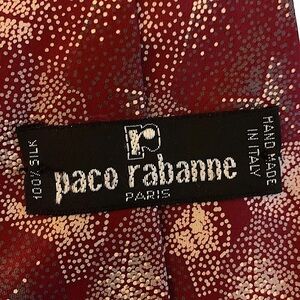 100% SILK
paco rabanne
PARIS
HAND MADE
IN ITALY